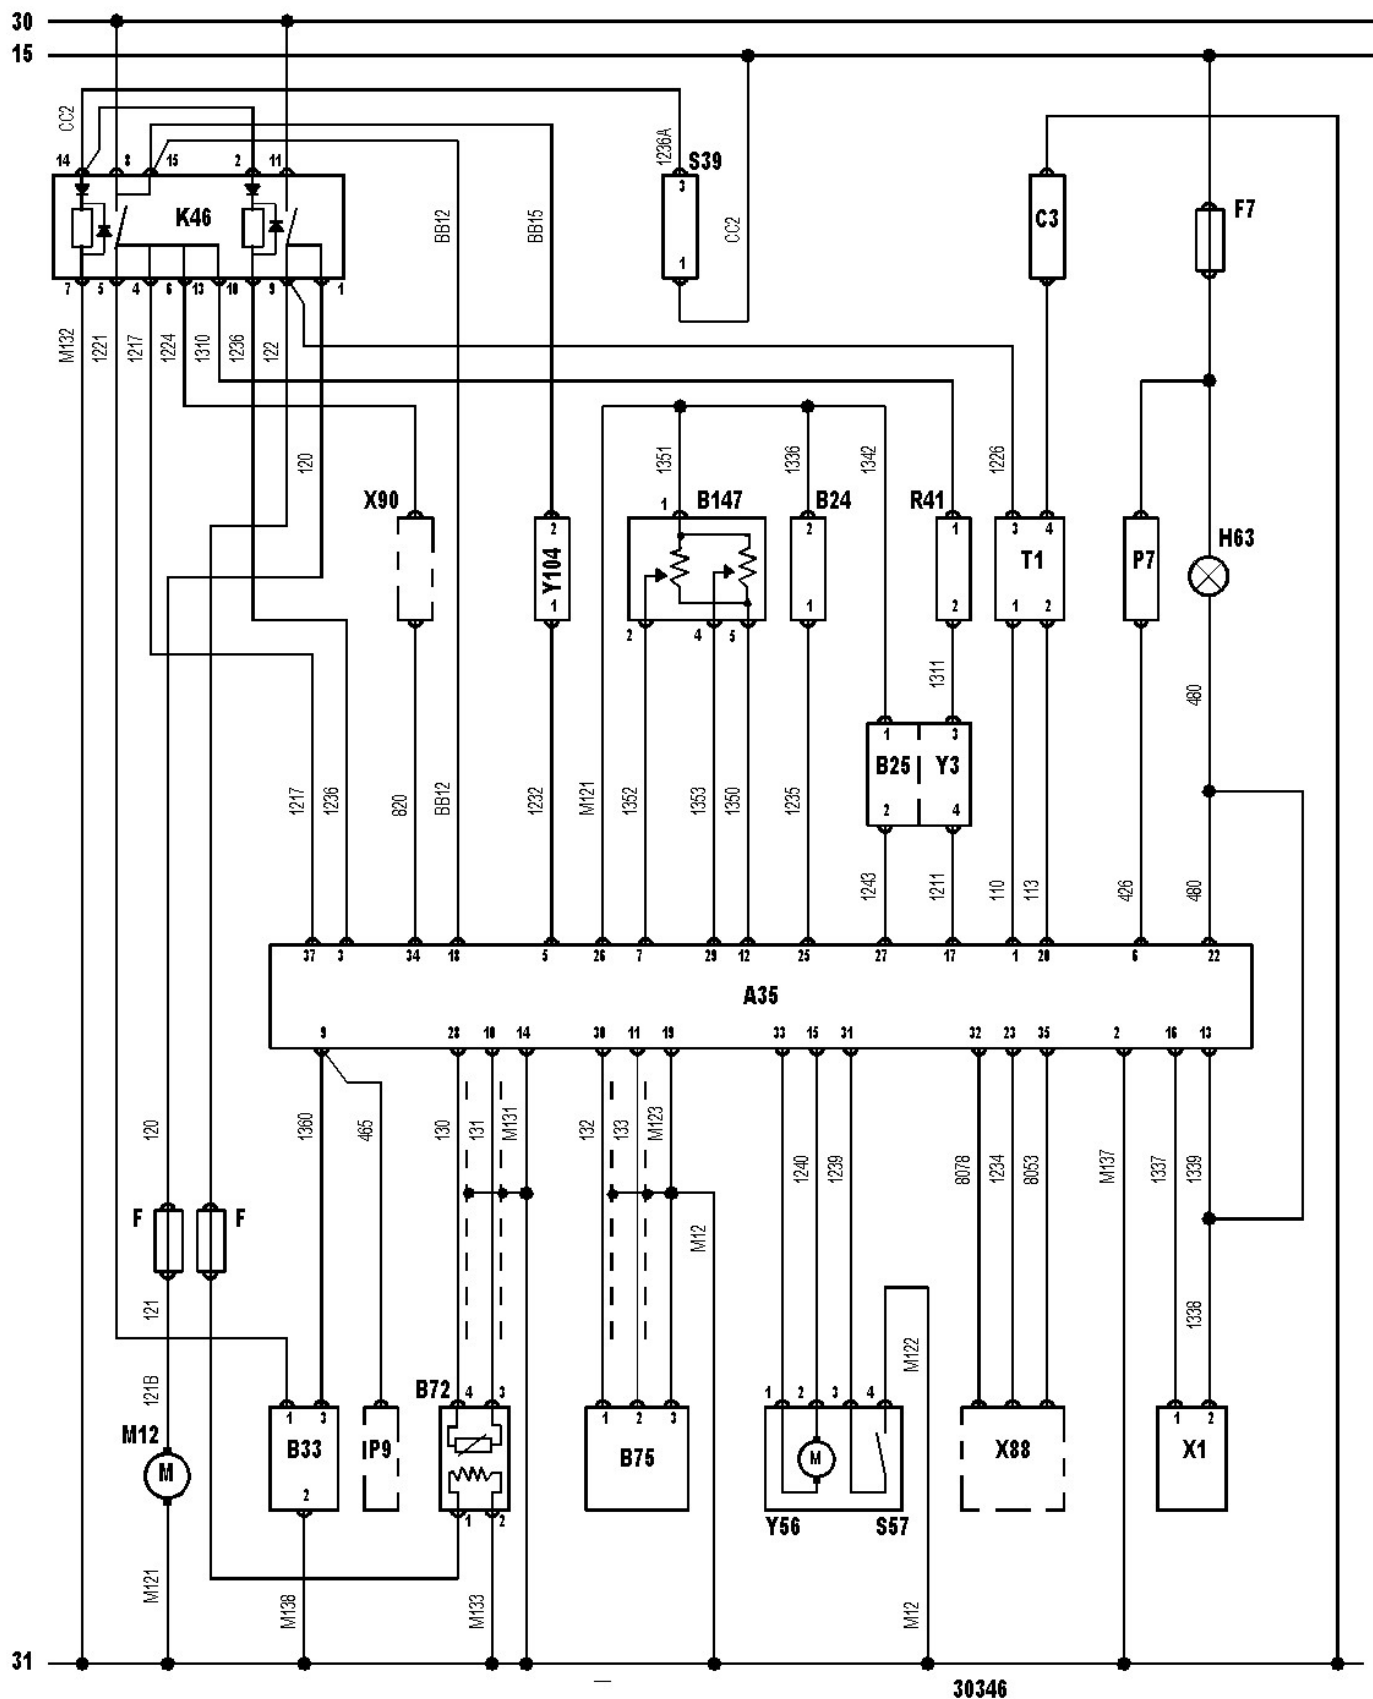 30
15
CC2
1236A
S39
14 8 15 2 11
3
K46
BB12
BB15
CC2
C3
F7
1
7 5 4 6 13 10 9 1
M132 1221 1217 1224 1310 1236 122
120
1351
1336
1342
1226
X90
1 B147
B24
R41
H63
2
2
1
3 4
Y104
T1
P7
1
1
2
1 2
2 4 5
1311
480
1 3
B25 Y3
2 4
1217 1236 820 BB12 1232 M121 1352 1353 1350 1235
1243 1211 110 113 426 480
37 3 34 18 5 26 7 29 12 25 27 17 1 20 6 22
A35
9 28 10 14 30 11 19 33 15 31 32 23 35 2 16 13
120 1360 465 130 131 M131 132 133 M123
1240 1239 8078 1234 8053 M137 1337 1339
F F
M12
121
1338
M122
121B
B72 4 3
1 2 3 4
M12
1 3
1 2 3
1 2
M
B33
P9
B75
M
X88
X1
2
1 2
Y56 S57
M121
M138
M133
M12
31
30346